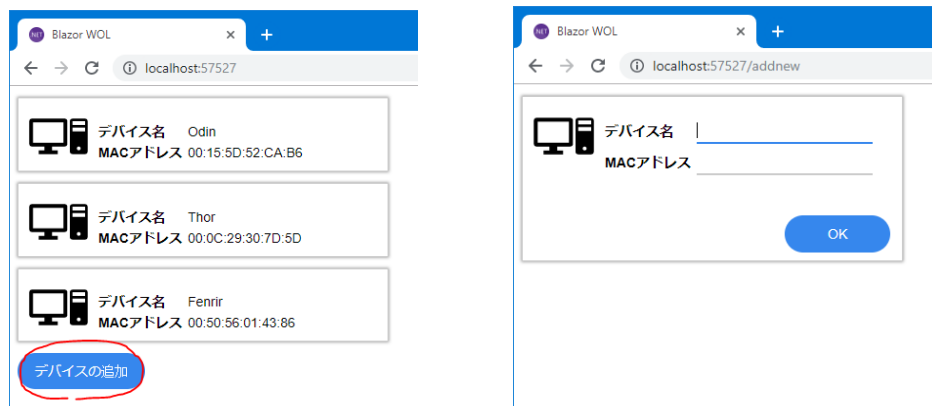 NET Blazor WOL
localhost:57527
デバイス名 Odin
MACアドレス 00:15:5D:52:CA:B6
デバイス名 Thor
MACアドレス 00:0C:29:30:7D:5D
デバイス名 Fenrir
MACアドレス 00:50:56:01:43:86
デバイスの追加
NET Blazor WOL
localhost:57527/addnew
デバイス名
MACアドレス
OK